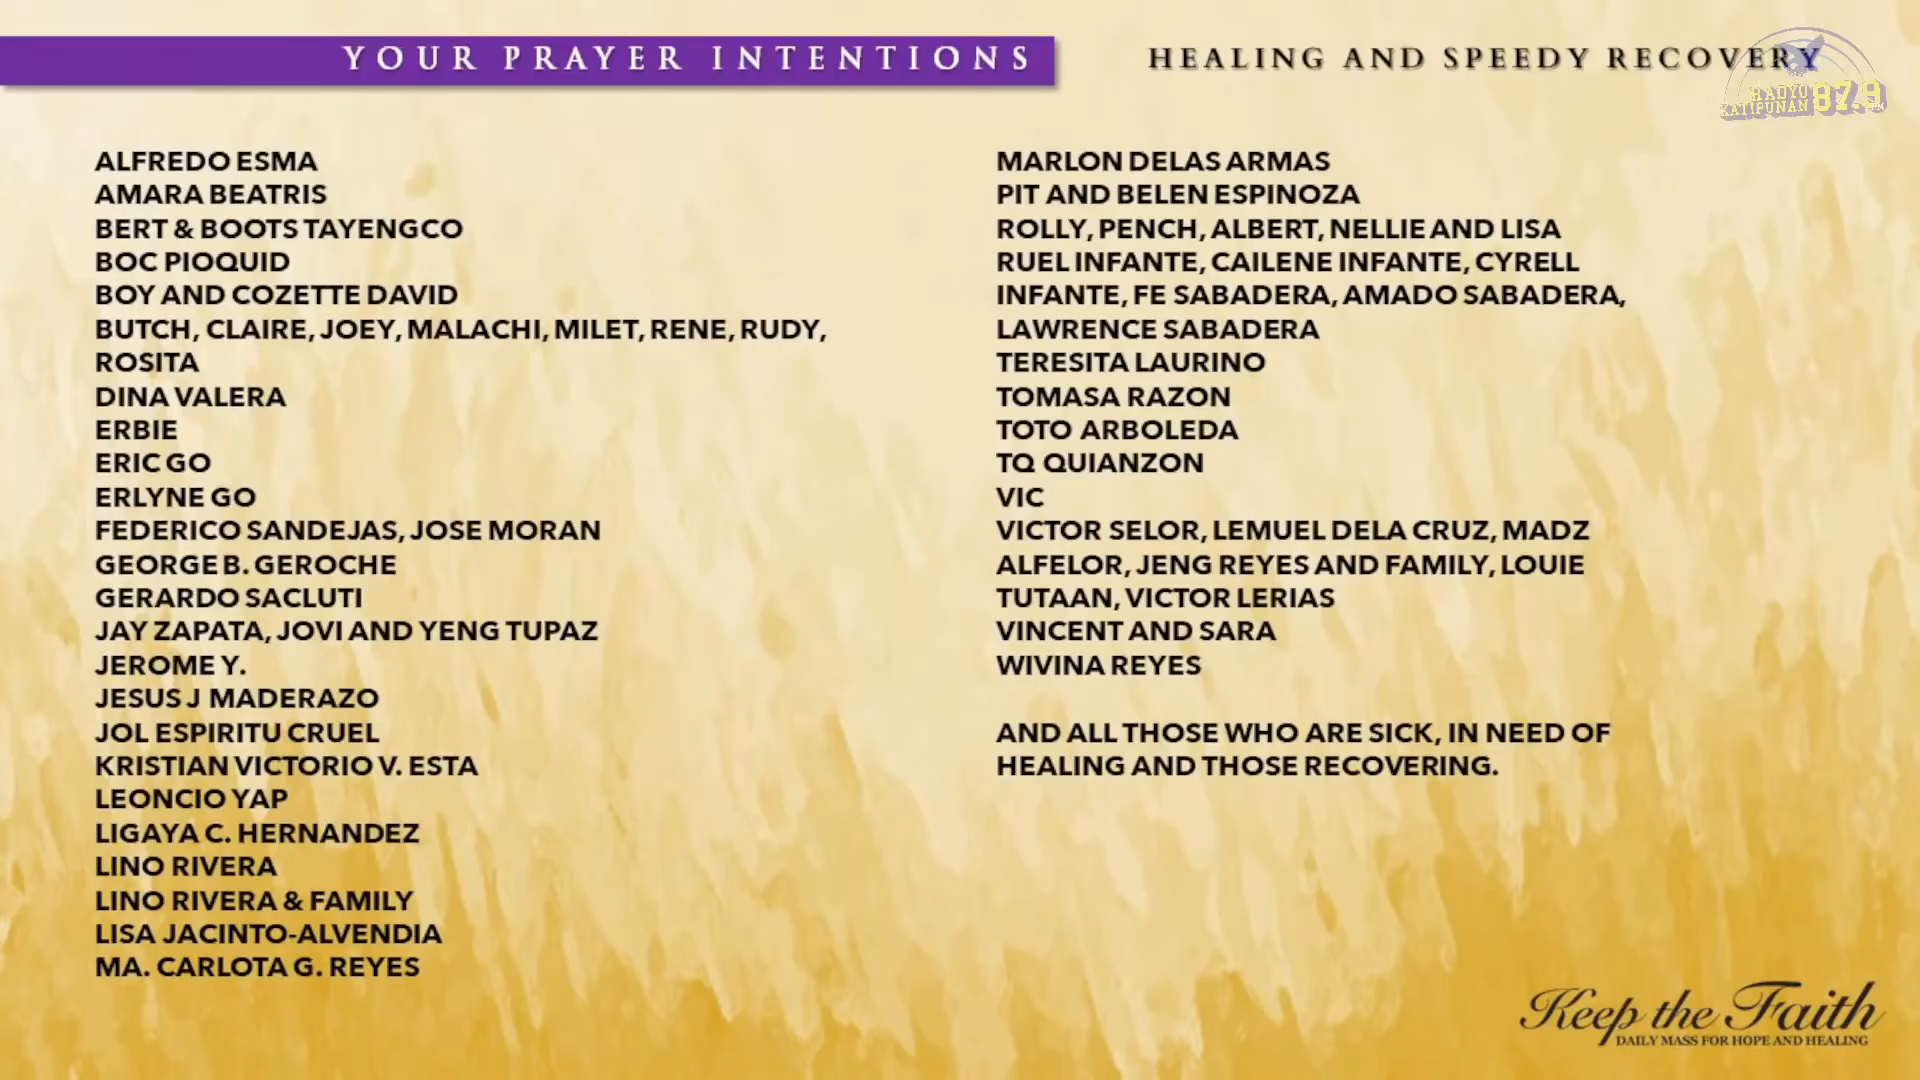 YOUR PRAYER INTENTIONS
HEALING AND SPEEDY RECOVERY
RADYO
KATIPUNAN 87.9 FM
ALFREDO ESMA
AMARA BEATRIS
BERT & BOOTS TAYENGCO
BOC PIOQUID
BOY AND COZETTE DAVID
BUTCH, CLAIRE, JOEY, MALACHI, MILET, RENE, RUDY,
ROSITA
DINA VALERA
ERBIE
ERIC GO
ERLYNE GO
FEDERICO SANDEJAS, JOSE MORAN
GEORGE B. GEROCHE
GERARDO SACLUTI
JAY ZAPATA, JOVI AND YENG TUPAZ
JEROME Y.
JESUS J MADERAZO
JOL ESPIRITU CRUEL
KRISTIAN VICTORIO V. ESTA
LEONCIO YAP
LIGAYA C. HERNANDEZ
LINO RIVERA
LINO RIVERA & FAMILY
LISA JACINTO-ALVENDIA
MA. CARLOTA G. REYES
MARLON DELAS ARMAS
PIT AND BELEN ESPINOZA
ROLLY, PENCH, ALBERT, NELLIE AND LISA
RUEL INFANTE, CAILENE INFANTE, CYRELL
INFANTE, FE SABADERA, AMADO SABADERA,
LAWRENCE SABADERA
TERESITA LAURINO
TOMASA RAZON
TOTO ARBOLEDA
TQ QUIANZON
VIC
VICTOR SELOR, LEMUEL DELA CRUZ, MADZ
ALFELOR, JENG REYES AND FAMILY, LOUIE
TUTAAN, VICTOR LERIAS
VINCENT AND SARA
WIVINA REYES
AND ALL THOSE WHO ARE SICK, IN NEED OF
HEALING AND THOSE RECOVERING.
Keep the Faith
DAILY MASS FOR HOPE AND HEALING